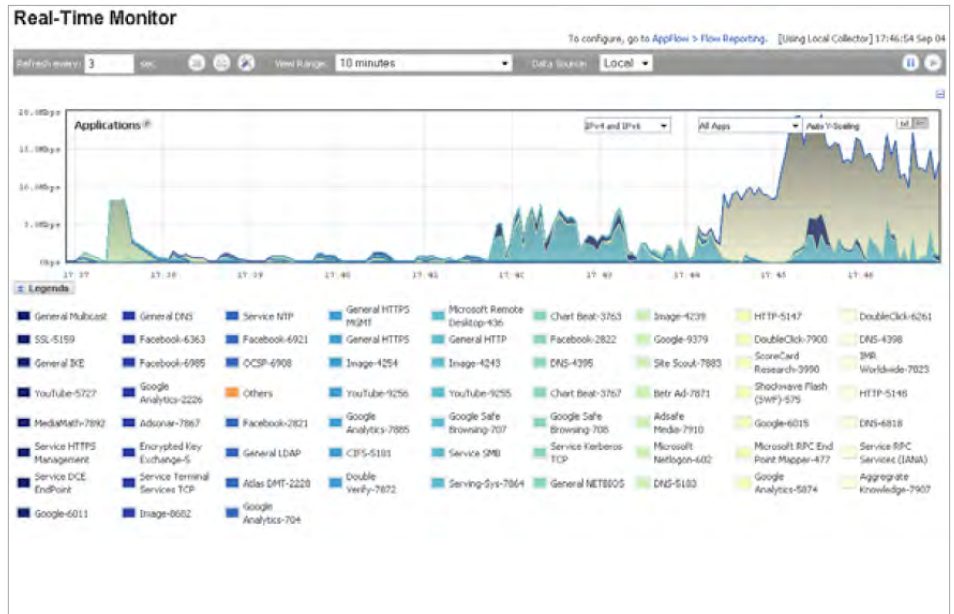 Real-Time Monitor
To configure, go to AppFlow > Flow Reporting. [Using Local Collector] 17:46:54 Sep 04
Refresh every: 3 sec View Range: 10 minutes Data Source: Local
20.0Mbps
Applications
IPv4 and IPv6
All Apps
Auto Y-Scaling
15.0Mbps
10.0Mbps
5.0Mbps
0bps
17:37 17:38 17:39 17:40 17:41 17:42 17:43 17:44 17:45 17:46
Legends
General Multicast
General DNS
Service NTP
General HTTPS MGMT
Microsoft Remote Desktop-436
Chart Beat-3763
Image-4239
HTTP-5147
DoubleClick-6261
SSL-5159
Facebook-6363
Facebook-6921
General HTTPS
General HTTP
Facebook-2822
Google-9379
DoubleClick-7900
DNS-4398
General IKE
Facebook-6985
OCSP-6908
Image-4254
Image-4243
DNS-4395
Site Scout-7883
ScoreCard Research-3990
IMR Worldwide-7823
YouTube-5727
Google Analytics-2226
Others
YouTube-9256
YouTube-9255
Chart Beat-3767
Betr Ad-7871
Shockwave Flash (SWF)-575
HTTP-5146
MediaMath-7892
Adsonar-7867
Facebook-2821
Google Analytics-7885
Google Safe Browsing-707
Google Safe Browsing-708
Adsafe Media-7910
Google-6015
DNS-6818
Service HTTPS Management
Encrypted Key Exchange-5
General LDAP
CIFS-5181
Service SMB
Service Kerberos TCP
Microsoft Netlogon-602
Microsoft RPC End Point Mapper-477
Service RPC Services (IANA)
Service DCE EndPoint
Service Terminal Services TCP
Atlas DMT-2228
Double Verify-7872
Serving-Sys-7864
General NETBIOS
DNS-5183
Google Analytics-5874
Aggregrate Knowledge-7907
Google-6011
Image-8682
Google Analytics-704